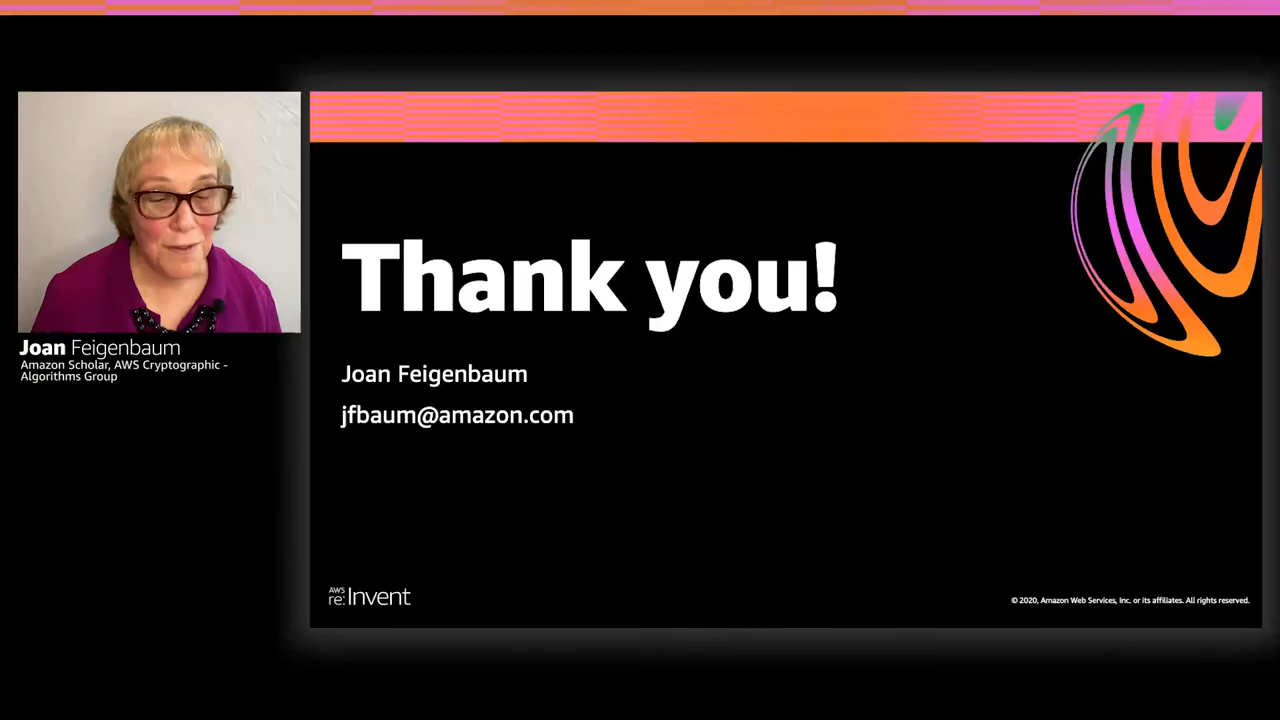 Joan Feigenbaum
Amazon Scholar, AWS Cryptographic -
Algorithms Group
Thank you!
Joan Feigenbaum
jfbaum@amazon.com
AWS
re:Invent
© 2020, Amazon Web Services, Inc. or its affiliates. All rights reserved.